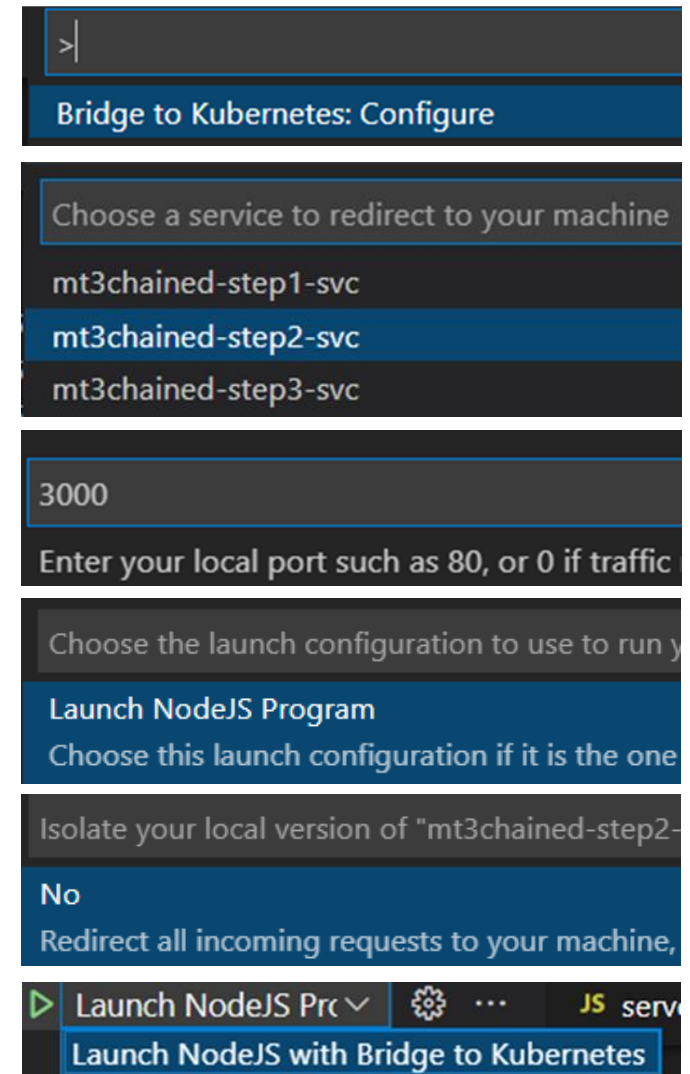 >
Bridge to Kubernetes: Configure
Choose a service to redirect to your machine
mt3chained-step1-svc
mt3chained-step2-svc
mt3chained-step3-svc
3000
Enter your local port such as 80, or 0 if traffic
Choose the launch configuration to use to run y
Launch NodeJS Program
Choose this launch configuration if it is the one
Isolate your local version of "mt3chained-step2-
No
Redirect all incoming requests to your machine,
Launch NodeJS Prc ··· JS serve
Launch NodeJS with Bridge to Kubernetes